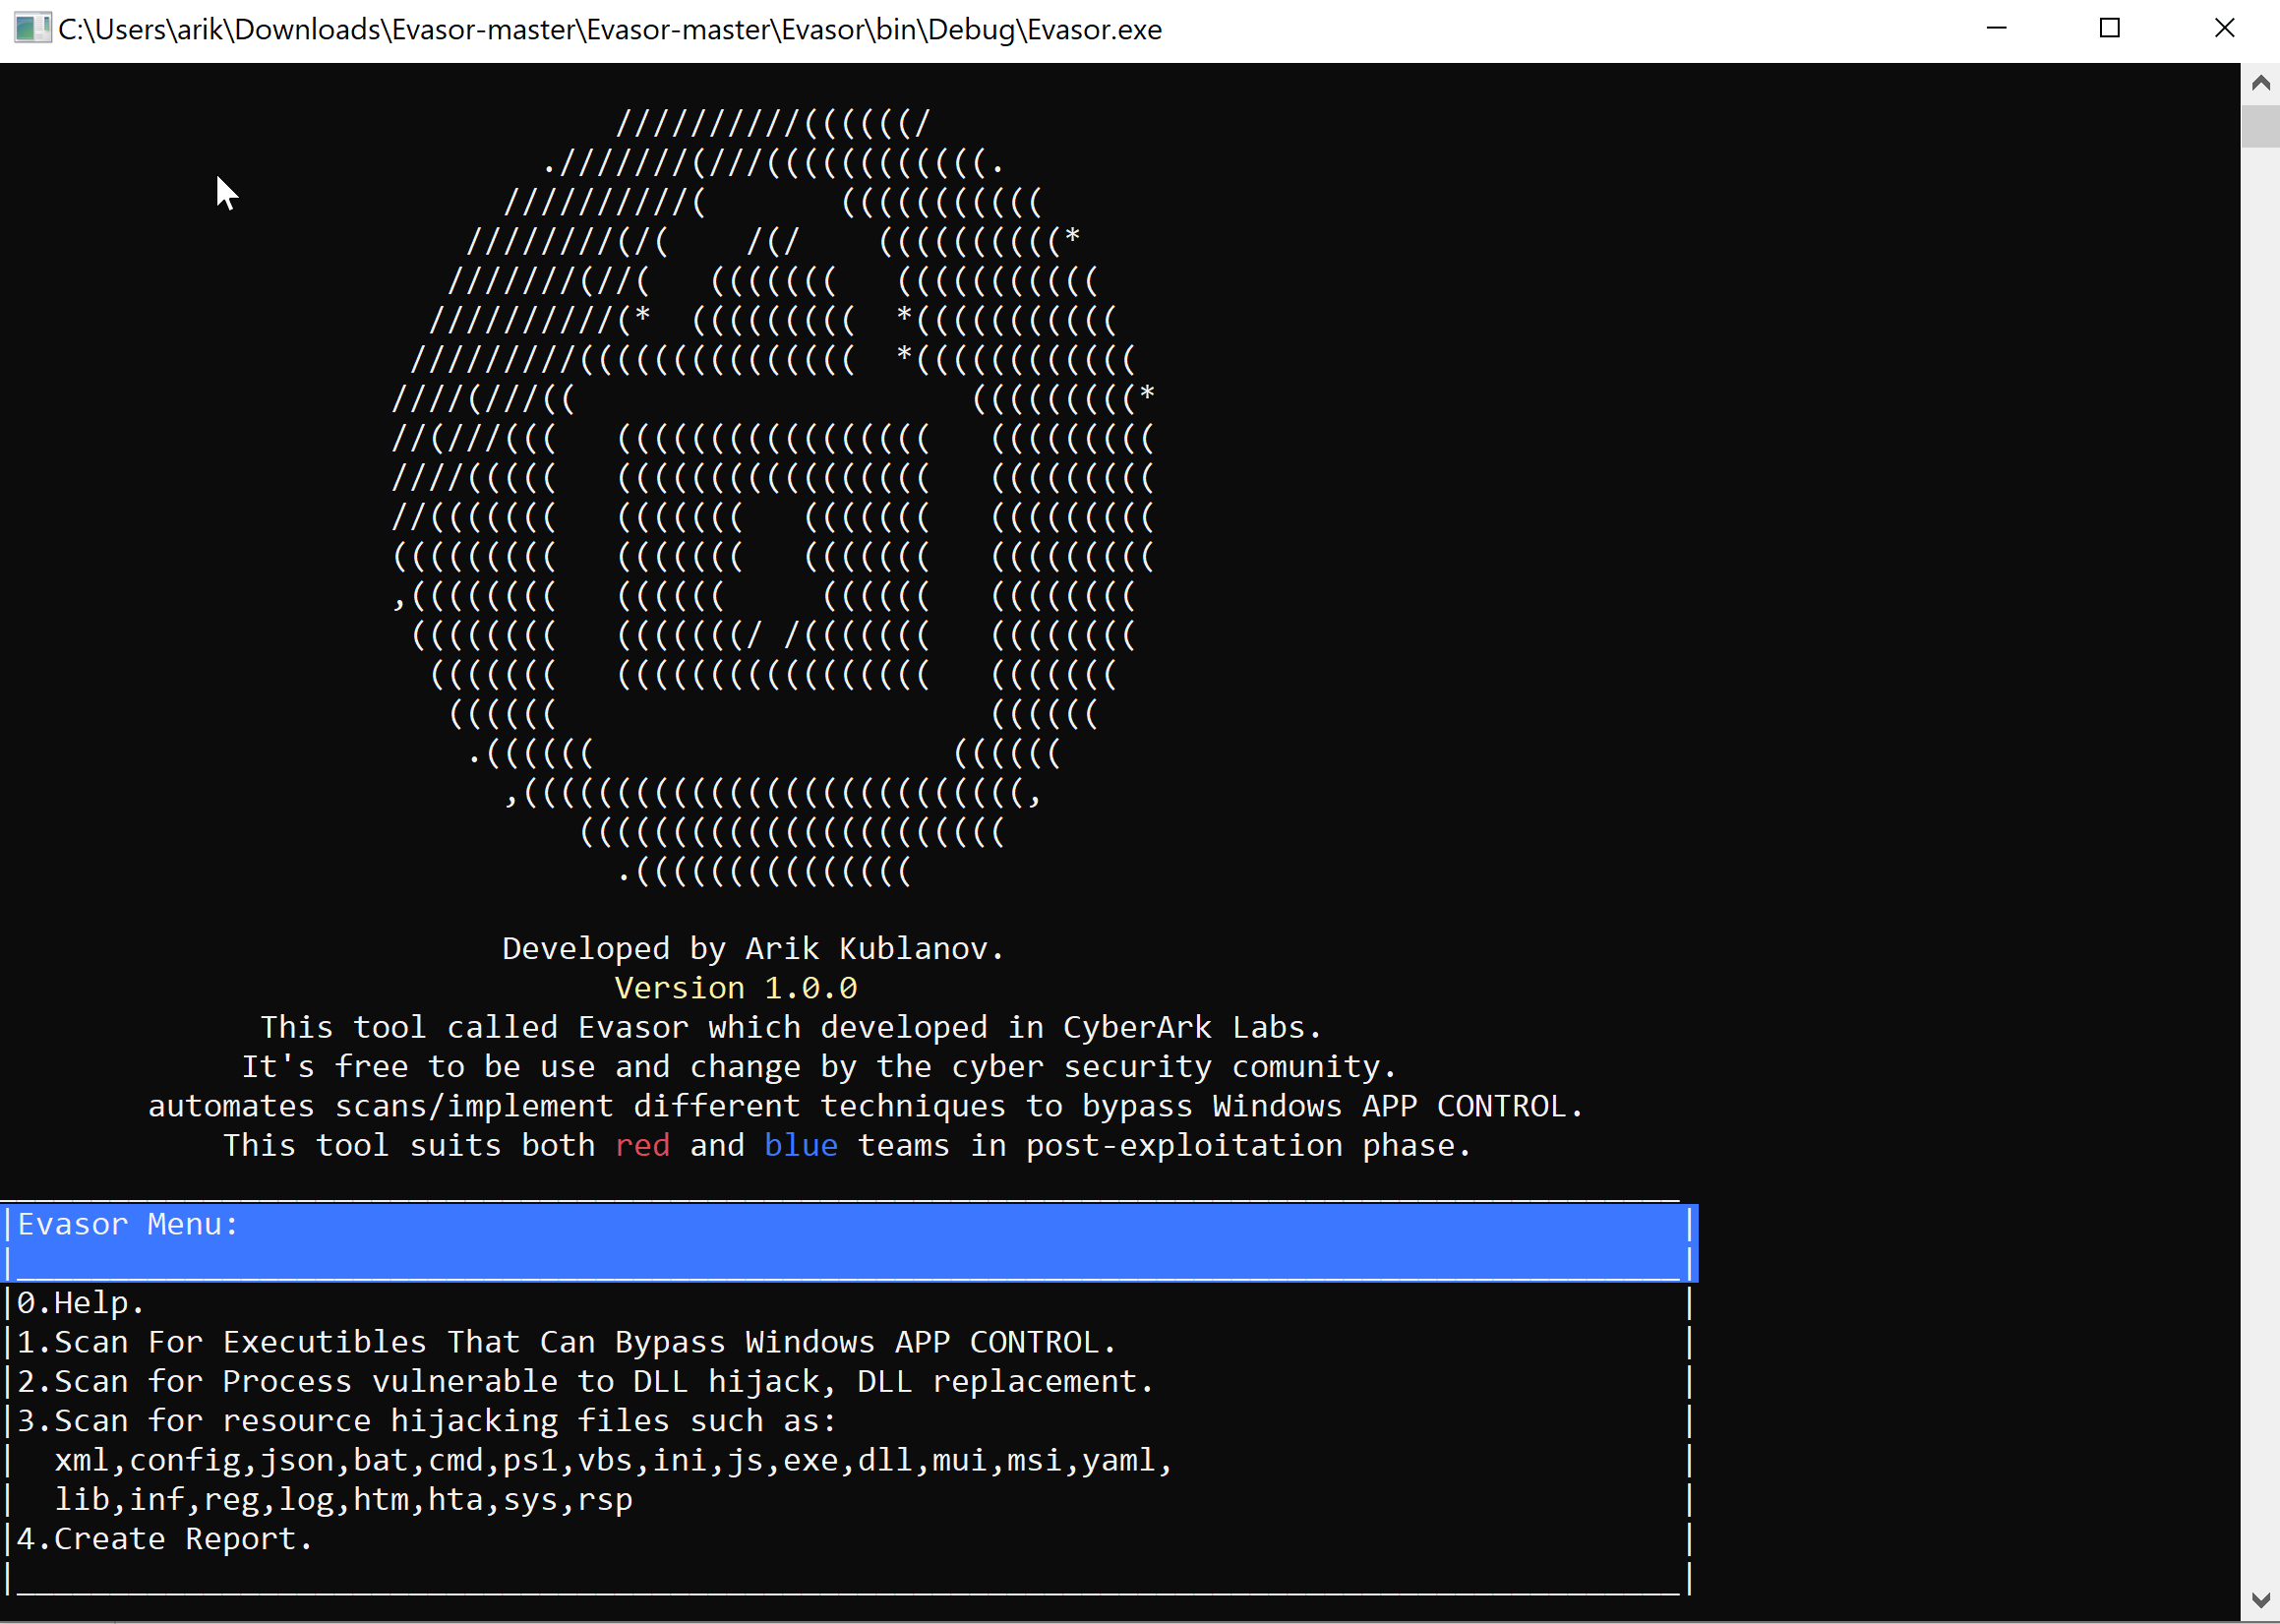 C:\Users\arik\Downloads\Evasor-master\Evasor-master\Evasor\bin\Debug\Evasor.exe
Developed by Arik Kublanov.
Version 1.0.0
This tool called Evasor which developed in CyberArk Labs.
It's free to be use and change by the cyber security comunity.
automates scans/implement different techniques to bypass Windows APP CONTROL.
This tool suits both red and blue teams in post-exploitation phase.
|Evasor Menu:
|0.Help.
|1.Scan For Executibles That Can Bypass Windows APP CONTROL.
|2.Scan for Process vulnerable to DLL hijack, DLL replacement.
|3.Scan for resource hijacking files such as:
|  xml,config,json,bat,cmd,ps1,vbs,ini,js,exe,dll,mui,msi,yaml,
|  lib,inf,reg,log,htm,hta,sys,rsp
|4.Create Report.